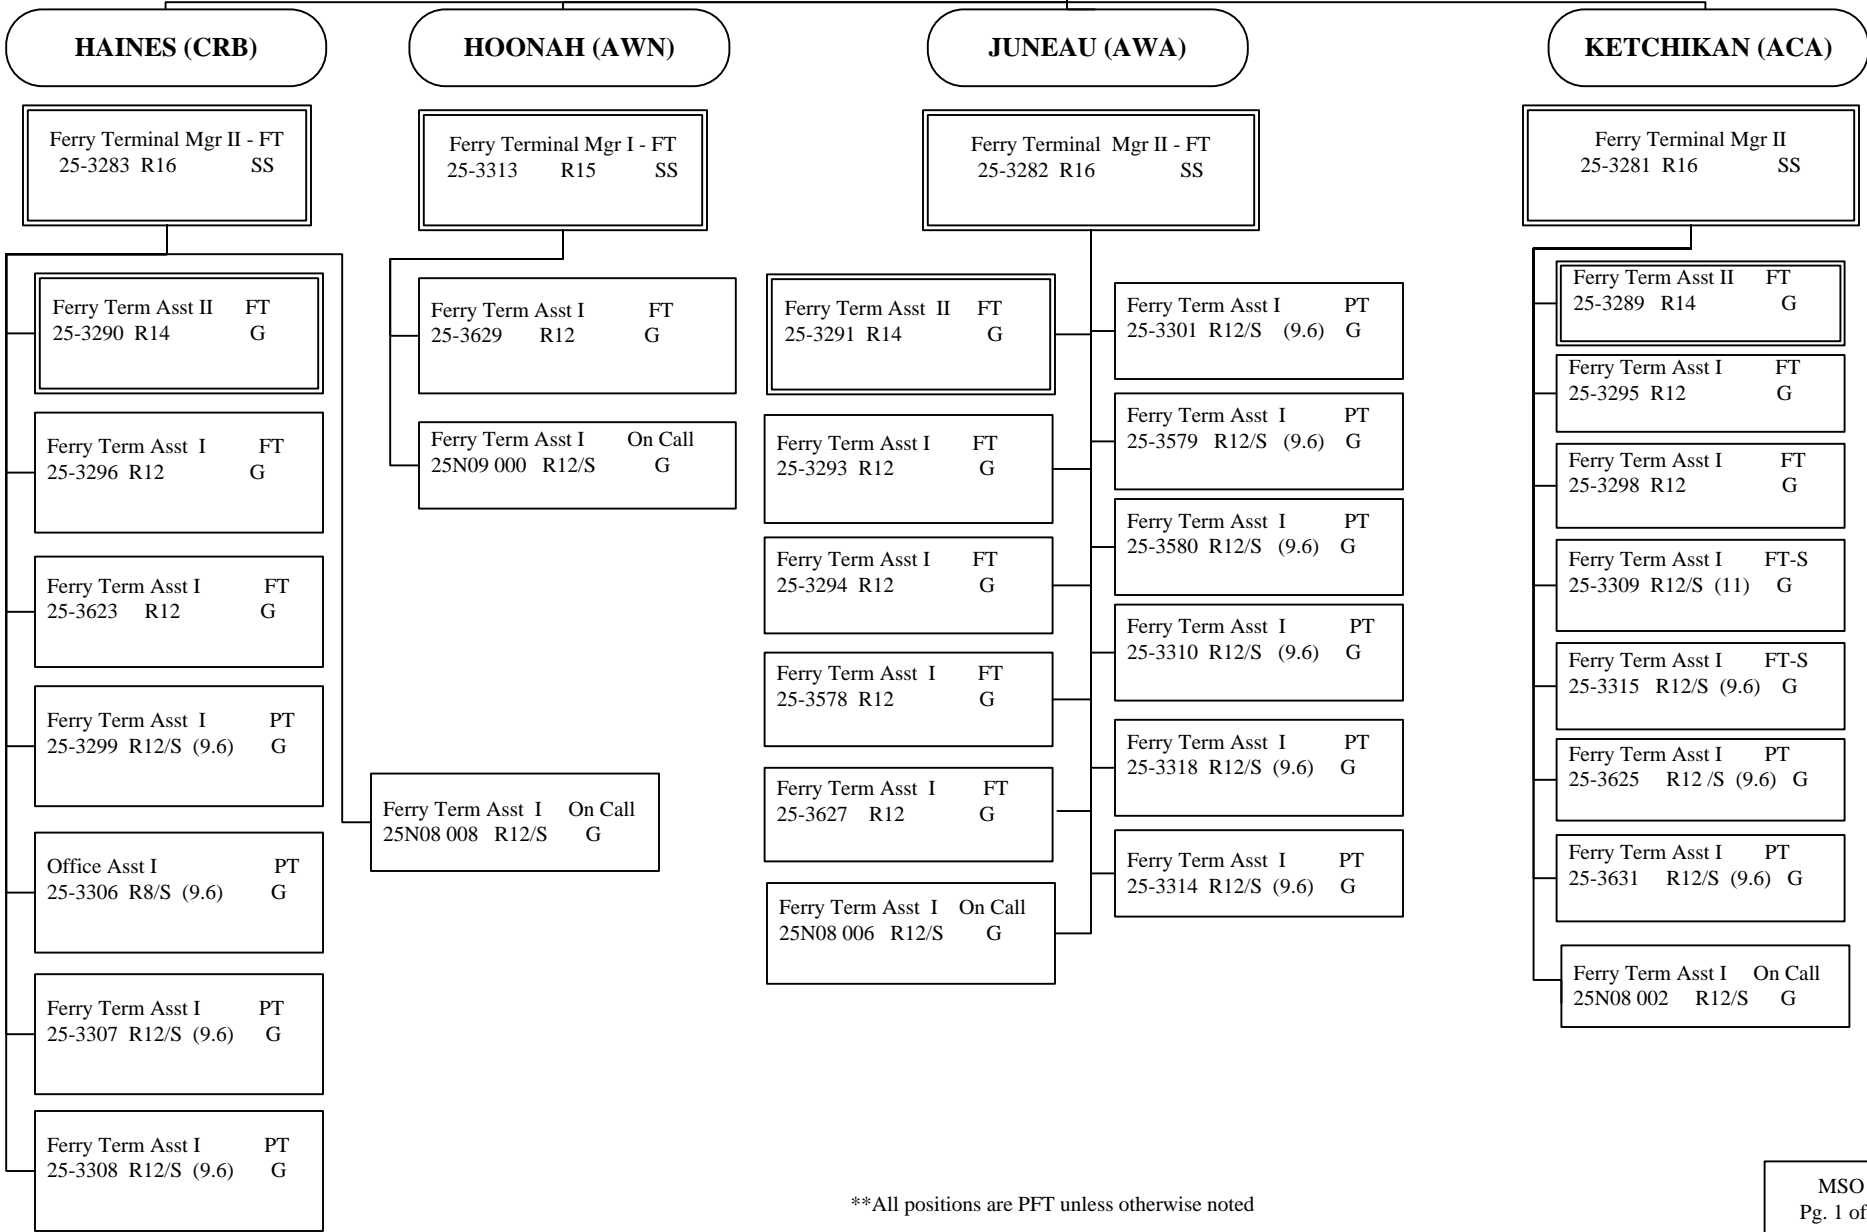 HAINES (CRB)
Ferry Terminal Mgr II - FT
25-3283 R16 SS
Ferry Term Asst II FT
25-3290 R14 G
Ferry Term Asst I FT
25-3296 R12 G
Ferry Term Asst I FT
25-3623 R12 G
Ferry Term Asst I PT
25-3299 R12/S (9.6) G
Office Asst I PT
25-3306 R8/S (9.6) G
Ferry Term Asst I PT
25-3307 R12/S (9.6) G
Ferry Term Asst I PT
25-3308 R12/S (9.6) G
Ferry Term Asst I On Call
25N08 008 R12/S G
HOONAH (AWN)
Ferry Terminal Mgr I - FT
25-3313 R15 SS
Ferry Term Asst I FT
25-3629 R12 G
Ferry Term Asst I On Call
25N09 000 R12/S G
JUNEAU (AWA)
Ferry Terminal Mgr II - FT
25-3282 R16 SS
Ferry Term Asst II FT
25-3291 R14 G
Ferry Term Asst I FT
25-3293 R12 G
Ferry Term Asst I FT
25-3294 R12 G
Ferry Term Asst I FT
25-3578 R12 G
Ferry Term Asst I FT
25-3627 R12 G
Ferry Term Asst I On Call
25N08 006 R12/S G
Ferry Term Asst I PT
25-3301 R12/S (9.6) G
Ferry Term Asst I PT
25-3579 R12/S (9.6) G
Ferry Term Asst I PT
25-3580 R12/S (9.6) G
Ferry Term Asst I PT
25-3310 R12/S (9.6) G
Ferry Term Asst I PT
25-3318 R12/S (9.6) G
Ferry Term Asst I PT
25-3314 R12/S (9.6) G
KETCHIKAN (ACA)
Ferry Terminal Mgr II
25-3281 R16 SS
Ferry Term Asst II FT
25-3289 R14 G
Ferry Term Asst I FT
25-3295 R12 G
Ferry Term Asst I FT
25-3298 R12 G
Ferry Term Asst I FT-S
25-3309 R12/S (11) G
Ferry Term Asst I FT-S
25-3315 R12/S (9.6) G
Ferry Term Asst I PT
25-3625 R12 /S (9.6) G
Ferry Term Asst I PT
25-3631 R12/S (9.6) G
Ferry Term Asst I On Call
25N08 002 R12/S G
**All positions are PFT unless otherwise noted
MSO
Pg. 1 of